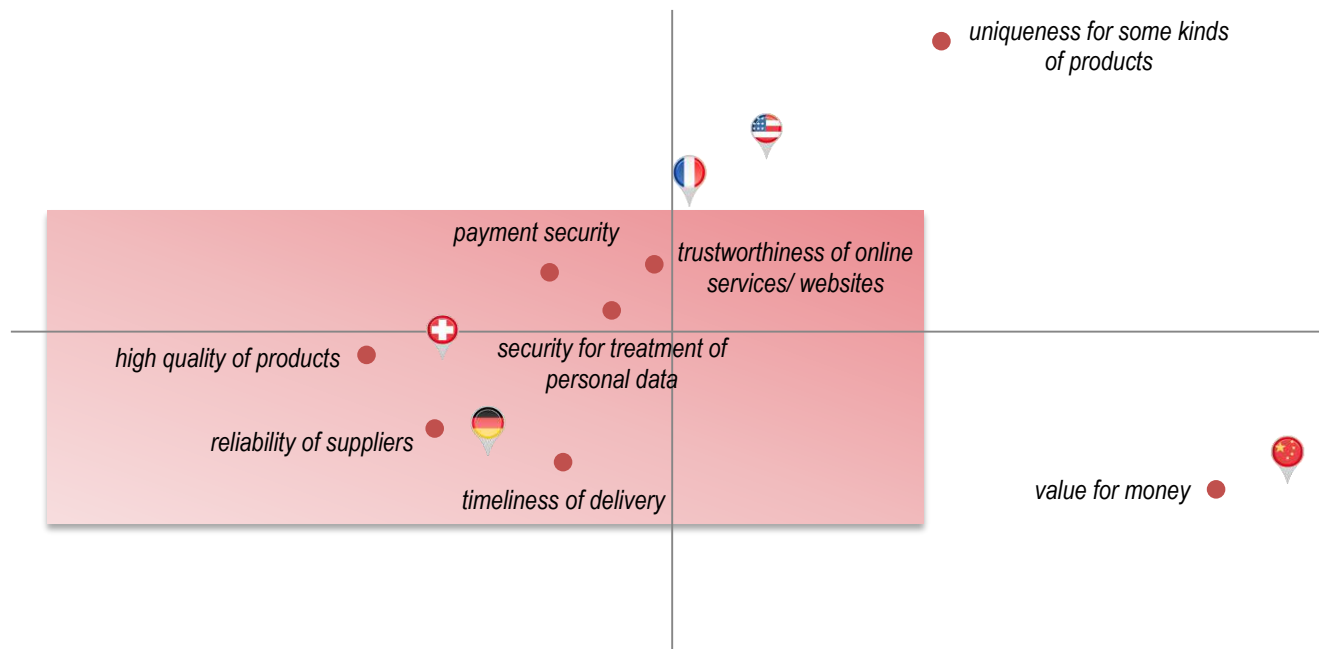 uniqueness for some kinds
of products
payment security
trustworthiness of online
services/ websites
high quality of products
security for treatment of
personal data
reliability of suppliers
timeliness of delivery
value for money